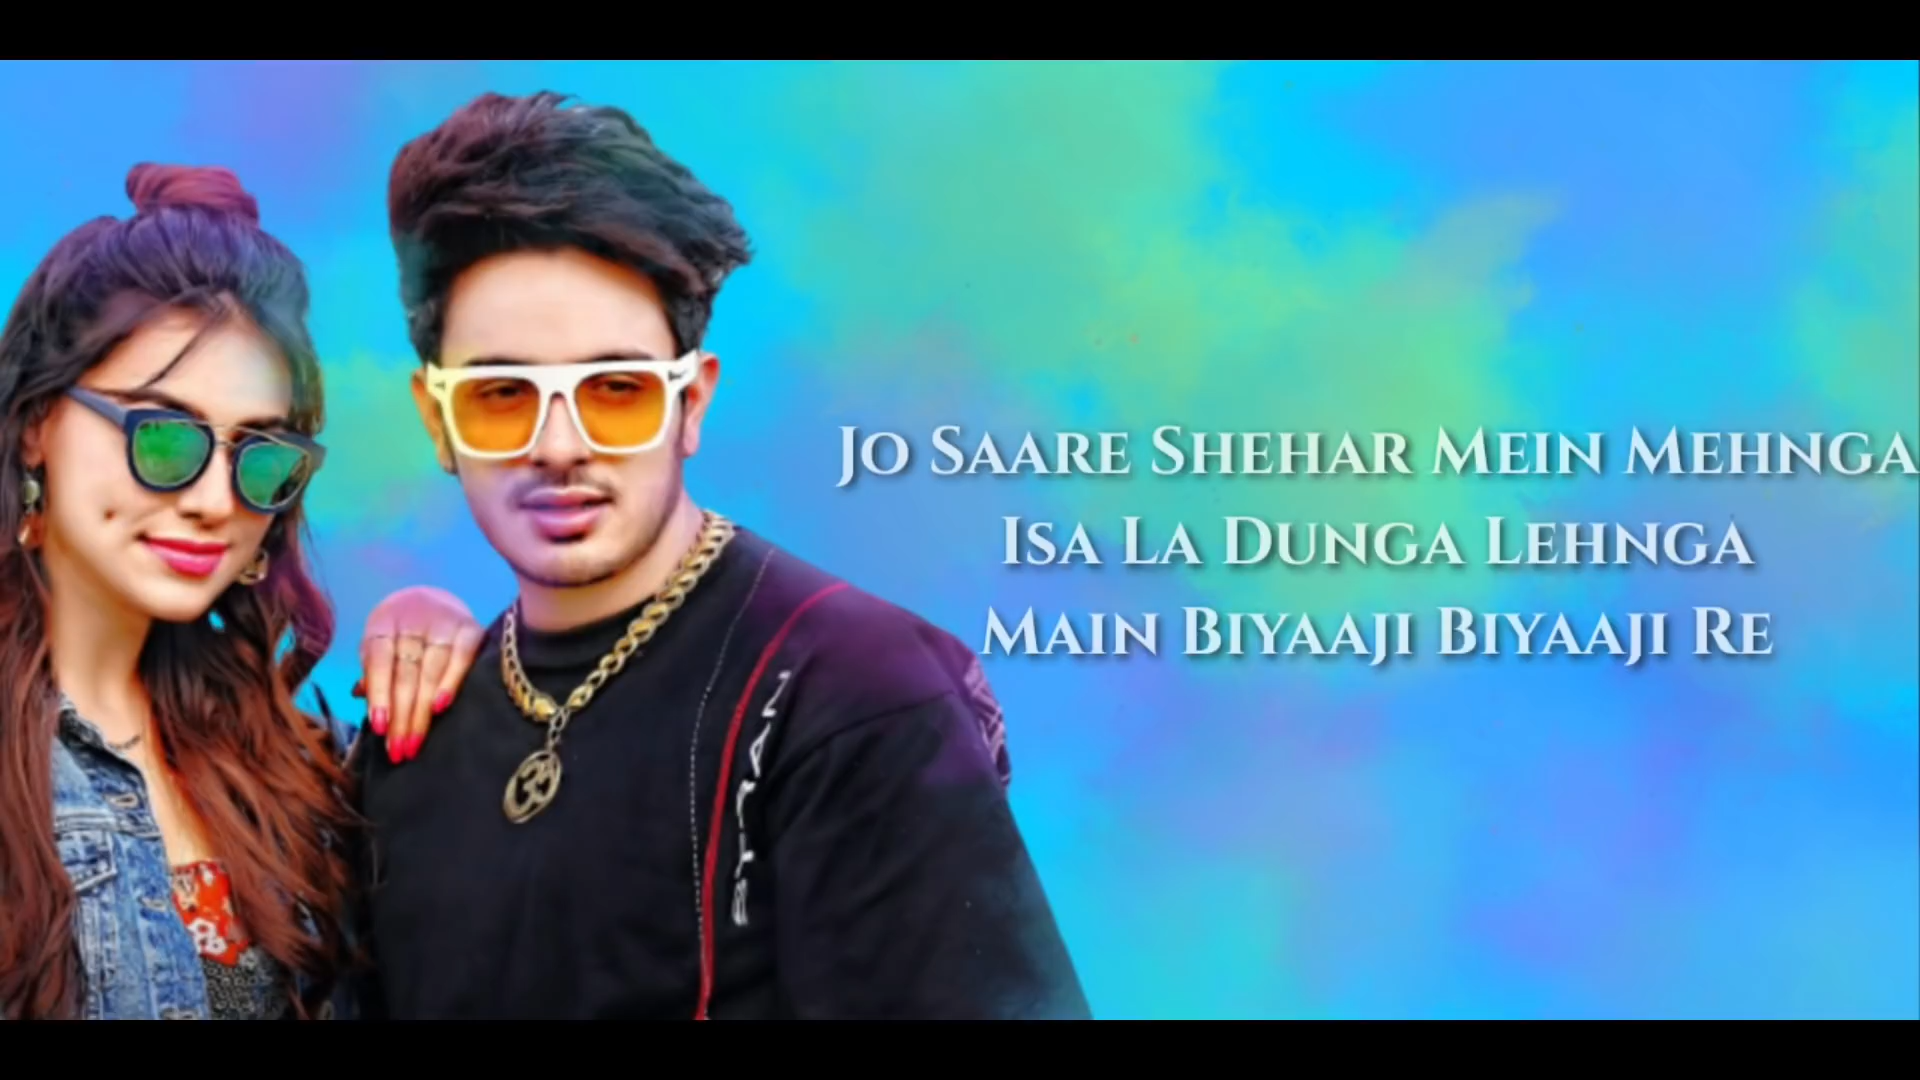 Jo Saare Shehar Mein Mehnga
Isa La Dunga Lehnga
Main Biyaaji Biyaaji Re